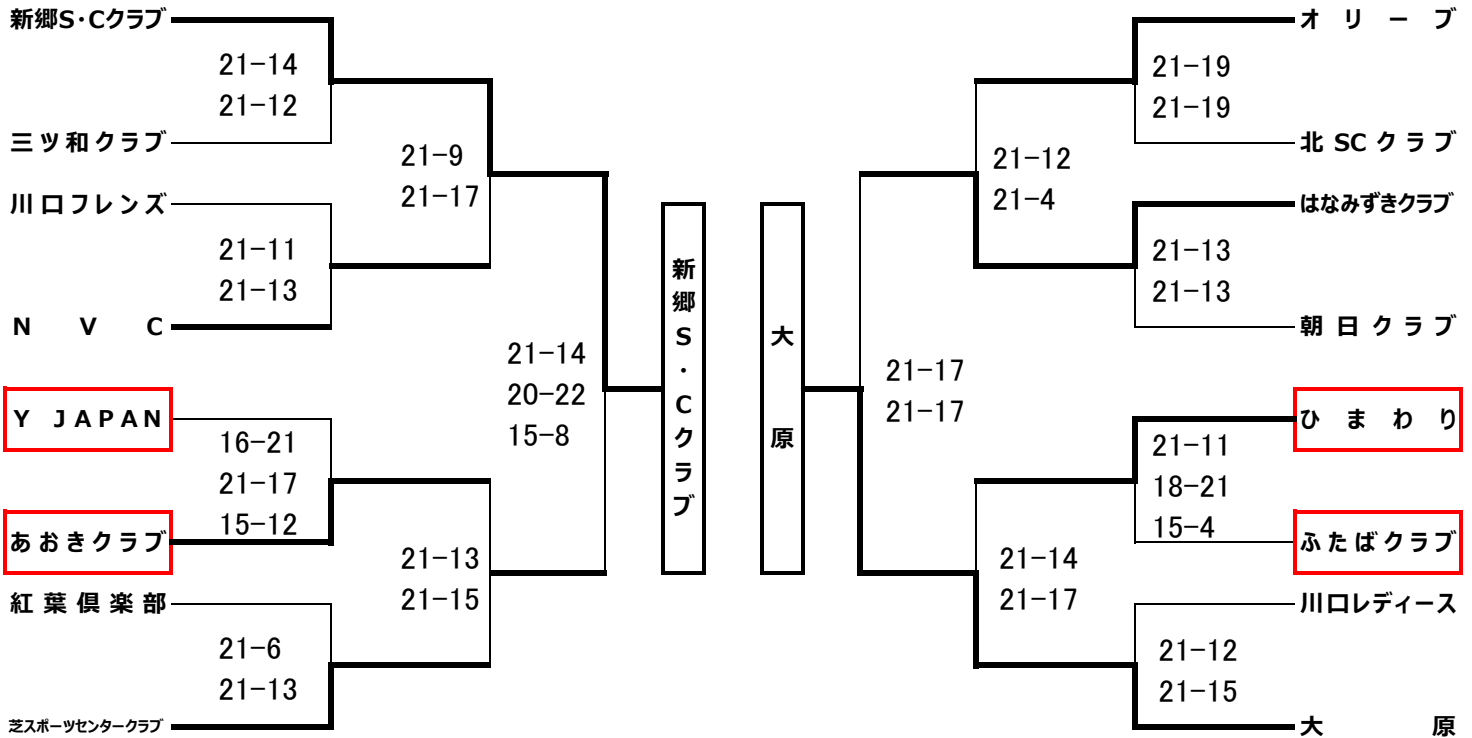 新郷S・Cクラブ
21-14
21-12
三ツ和クラブ
21-9
21-17
川口フレンズ
21-11
21-13
N V C
21-14
20-22
15-8
Y JAPAN
16-21
21-17
15-12
あおきクラブ
21-13
21-15
紅葉倶楽部
21-6
21-13
芝スポーツセンタークラブ
新郷S・Cクラブ
大原
オリーブ
21-19
21-19
北SCクラブ
21-12
21-4
はなみずきクラブ
21-13
21-13
朝日クラブ
21-17
21-17
ひまわり
21-11
18-21
15-4
ふたばクラブ
21-14
21-17
川口レディース
21-12
21-15
大原